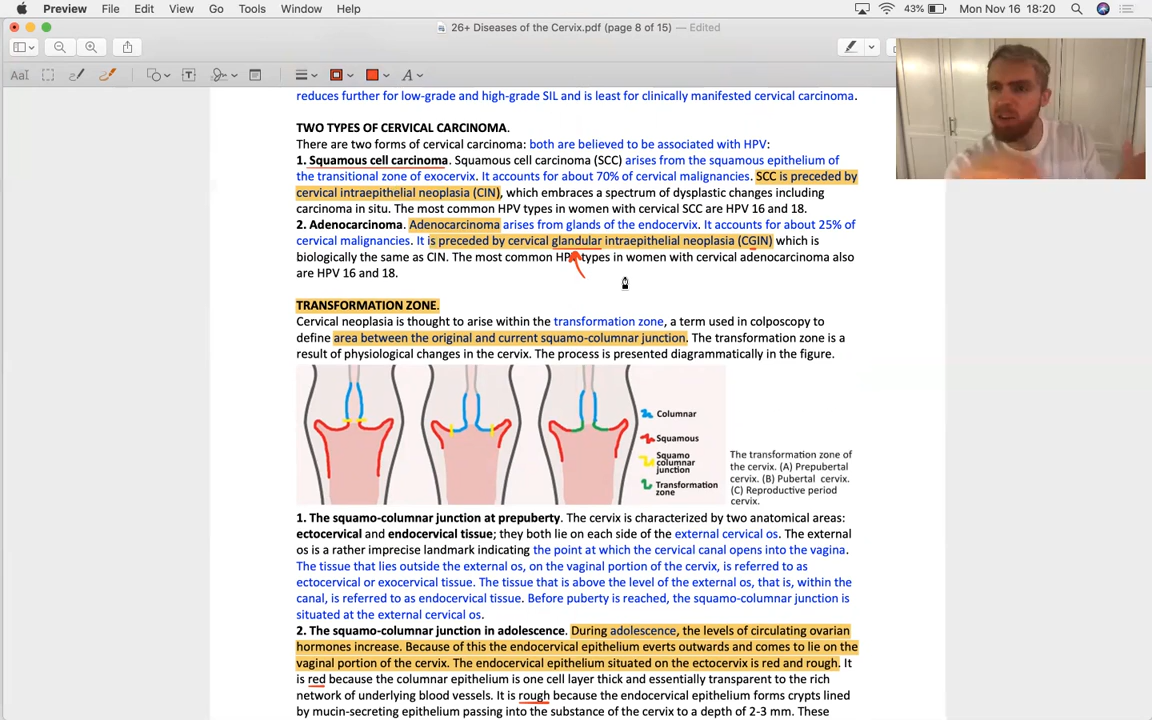 Preview File Edit View Go Tools Window Help 43% Mon Nov 16 18:20
26+ Diseases of the Cervix.pdf (page 8 of 15) — Edited
reduces further for low-grade and high-grade SIL and is least for clinically manifested cervical carcinoma.
TWO TYPES OF CERVICAL CARCINOMA.
There are two forms of cervical carcinoma: both are believed to be associated with HPV:
1. Squamous cell carcinoma. Squamous cell carcinoma (SCC) arises from the squamous epithelium of
the transitional zone of exocervix. It accounts for about 70% of cervical malignancies. SCC is preceded by
cervical intraepithelial neoplasia (CIN), which embraces a spectrum of dysplastic changes including
carcinoma in situ. The most common HPV types in women with cervical SCC are HPV 16 and 18.
2. Adenocarcinoma. Adenocarcinoma arises from glands of the endocervix. It accounts for about 25% of
cervical malignancies. It is preceded by cervical glandular intraepithelial neoplasia (CGIN) which is
biologically the same as CIN. The most common HPV types in women with cervical adenocarcinoma also
are HPV 16 and 18.
TRANSFORMATION ZONE.
Cervical neoplasia is thought to arise within the transformation zone, a term used in colposcopy to
define area between the original and current squamo-columnar junction. The transformation zone is a
result of physiological changes in the cervix. The process is presented diagrammatically in the figure.
Columnar
Squamous
Squamo
columnar
junction
Transformation
zone
The transformation zone of
the cervix. (A) Prepubertal
cervix. (B) Pubertal cervix.
(C) Reproductive period
cervix.
1. The squamo-columnar junction at prepuberty. The cervix is characterized by two anatomical areas:
ectocervical and endocervical tissue; they both lie on each side of the external cervical os. The external
os is a rather imprecise landmark indicating the point at which the cervical canal opens into the vagina.
The tissue that lies outside the external os, on the vaginal portion of the cervix, is referred to as
ectocervical or exocervical tissue. The tissue that is above the level of the external os, that is, within the
canal, is referred to as endocervical tissue. Before puberty is reached, the squamo-columnar junction is
situated at the external cervical os.
2. The squamo-columnar junction in adolescence. During adolescence, the levels of circulating ovarian
hormones increase. Because of this the endocervical epithelium everts outwards and comes to lie on the
vaginal portion of the cervix. The endocervical epithelium situated on the ectocervix is red and rough. It
is red because the columnar epithelium is one cell layer thick and essentially transparent to the rich
network of underlying blood vessels. It is rough because the endocervical epithelium forms crypts lined
by mucin-secreting epithelium passing into the substance of the cervix to a depth of 2-3 mm. These